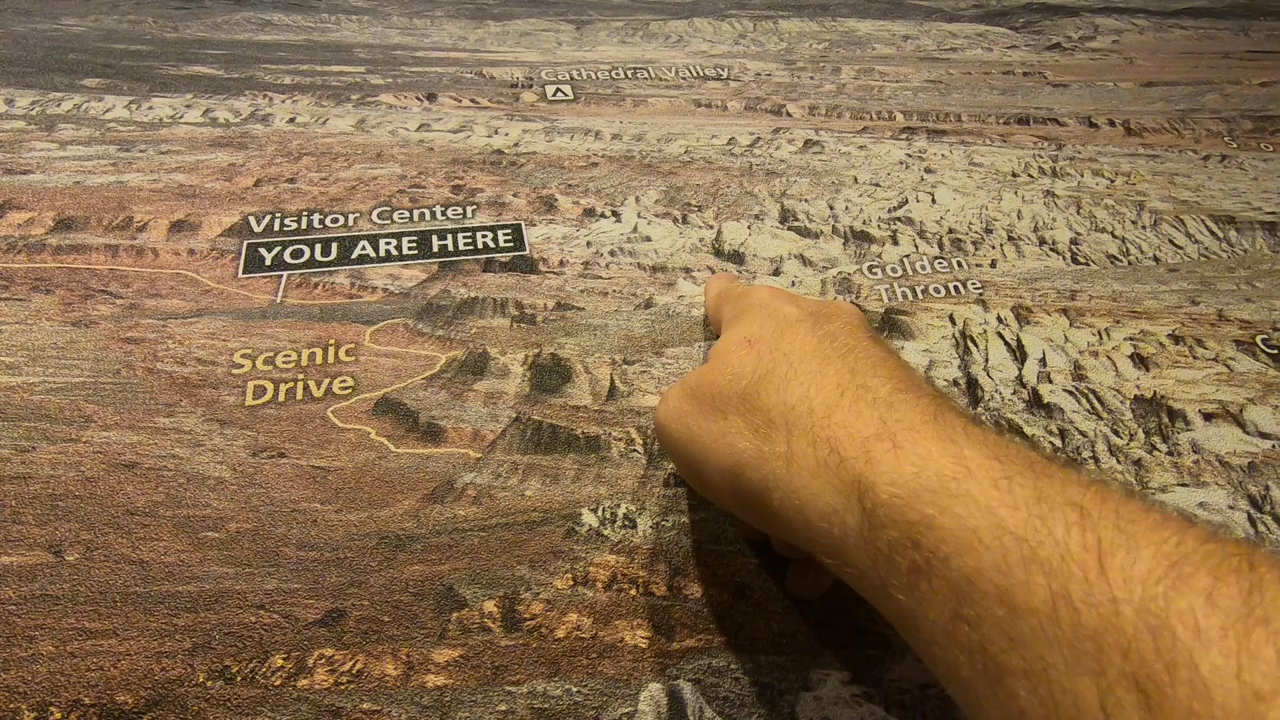 Cathedral Valley
Visitor Center
YOU ARE HERE
Golden
Throne
Scenic
Drive